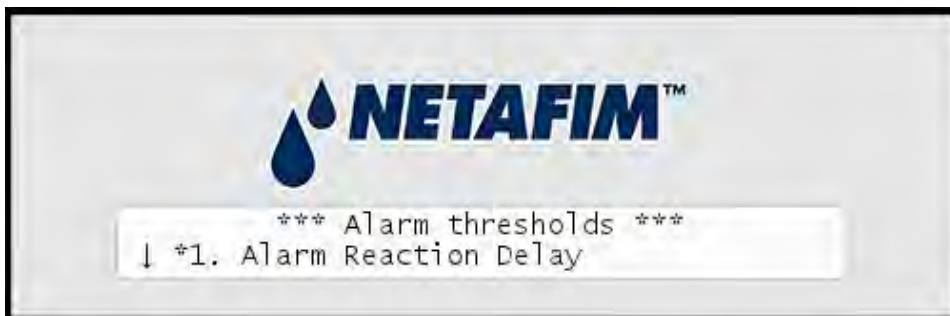 NETAFIM™
*** Alarm thresholds ***
↓ *1. Alarm Reaction Delay